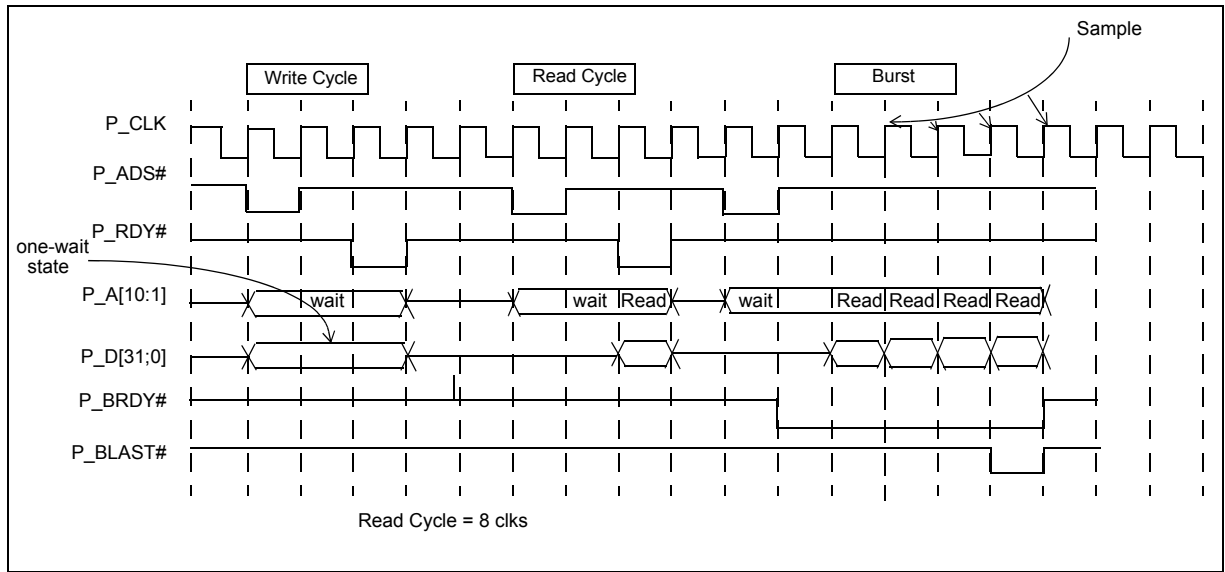 Sample
Write Cycle
Read Cycle
Burst
P_CLK
P_ADS#
P_RDY#
one-wait
state
P_A[10:1]
wait
wait
Read
wait
Read
Read
Read
Read
P_D[31;0]
P_BRDY#
P_BLAST#
Read Cycle = 8 clks